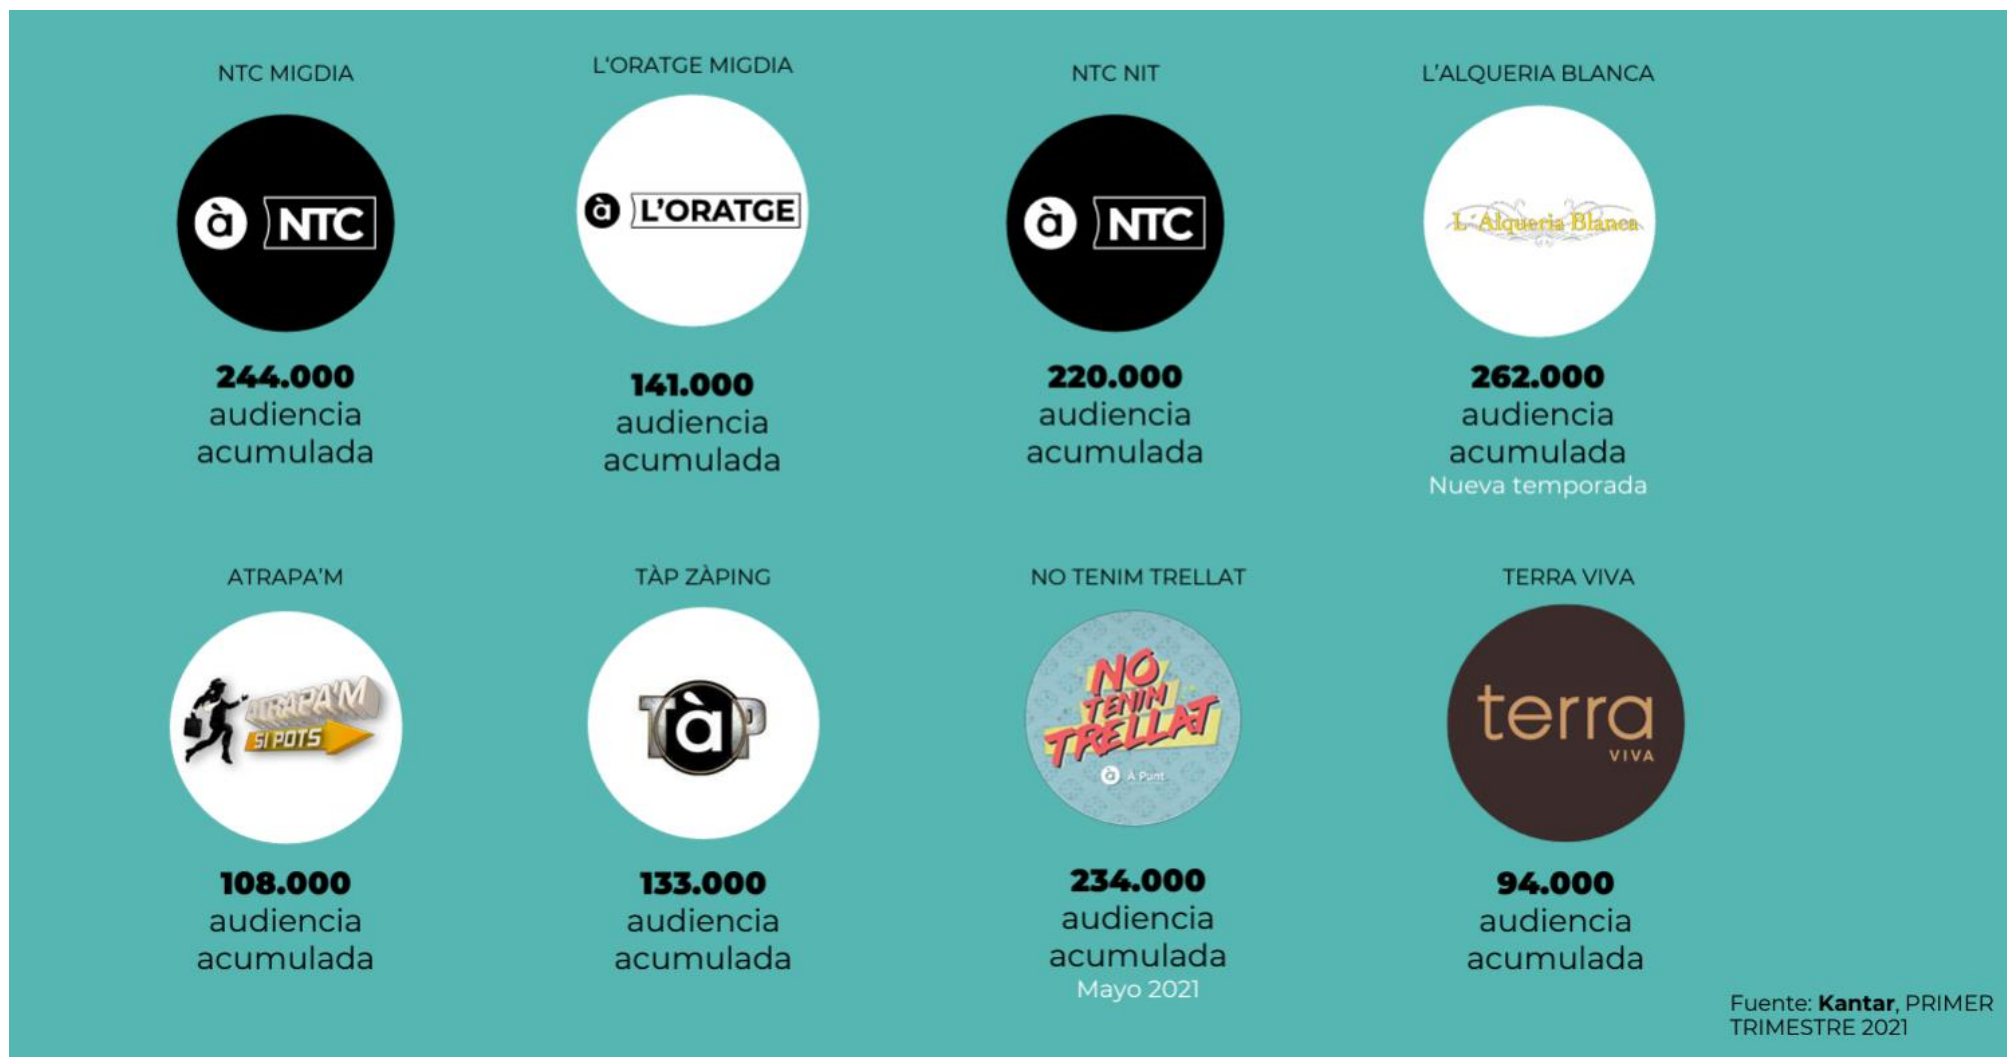 NTC MIGDIA
à NTC
244.000
audiencia
acumulada
L'ORATGE MIGDIA
à L'ORATGE
141.000
audiencia
acumulada
NTC NIT
à NTC
220.000
audiencia
acumulada
L'ALQUERIA BLANCA
L'Alqueria Blanca
262.000
audiencia
acumulada
Nueva temporada
ATRAPA'M
ATRAPA'M
SI POTS
108.000
audiencia
acumulada
TÀP ZÀPING
TàP
133.000
audiencia
acumulada
NO TENIM TRELLAT
NO
TENIM
TRELLAT
à À Punt
234.000
audiencia
acumulada
Mayo 2021
TERRA VIVA
terra
VIVA
94.000
audiencia
acumulada
Fuente: Kantar, PRIMER
TRIMESTRE 2021